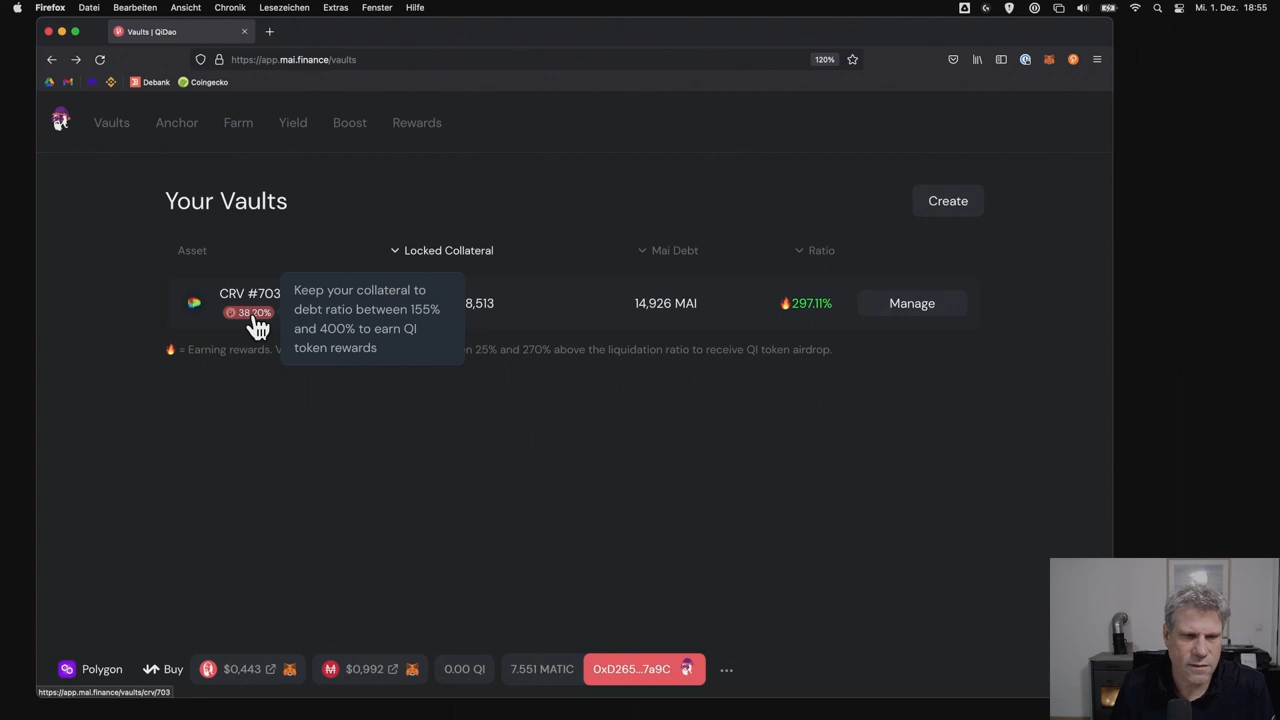 Firefox Datei Bearbeiten Ansicht Chronik Lesezeichen Extras Fenster Hilfe Mi. 1. Dez. 18:55
Vaults | QiDao
https://app.mai.finance/vaults 120%
Debank Coingecko
Vaults Anchor Farm Yield Boost Rewards
Your Vaults Create
Asset Locked Collateral Mai Debt Ratio
CRV #703 8,513 14,926 MAI 297.11% Manage
Keep your collateral to
debt ratio between 155%
and 400% to earn QI
token rewards
= Earning rewards. 25% and 270% above the liquidation ratio to receive QI token airdrop.
Polygon Buy $0,443 $0,992 0.00 QI 7.551 MATIC 0xD265...7a9C ...
https://app.mai.finance/vaults/crv/703